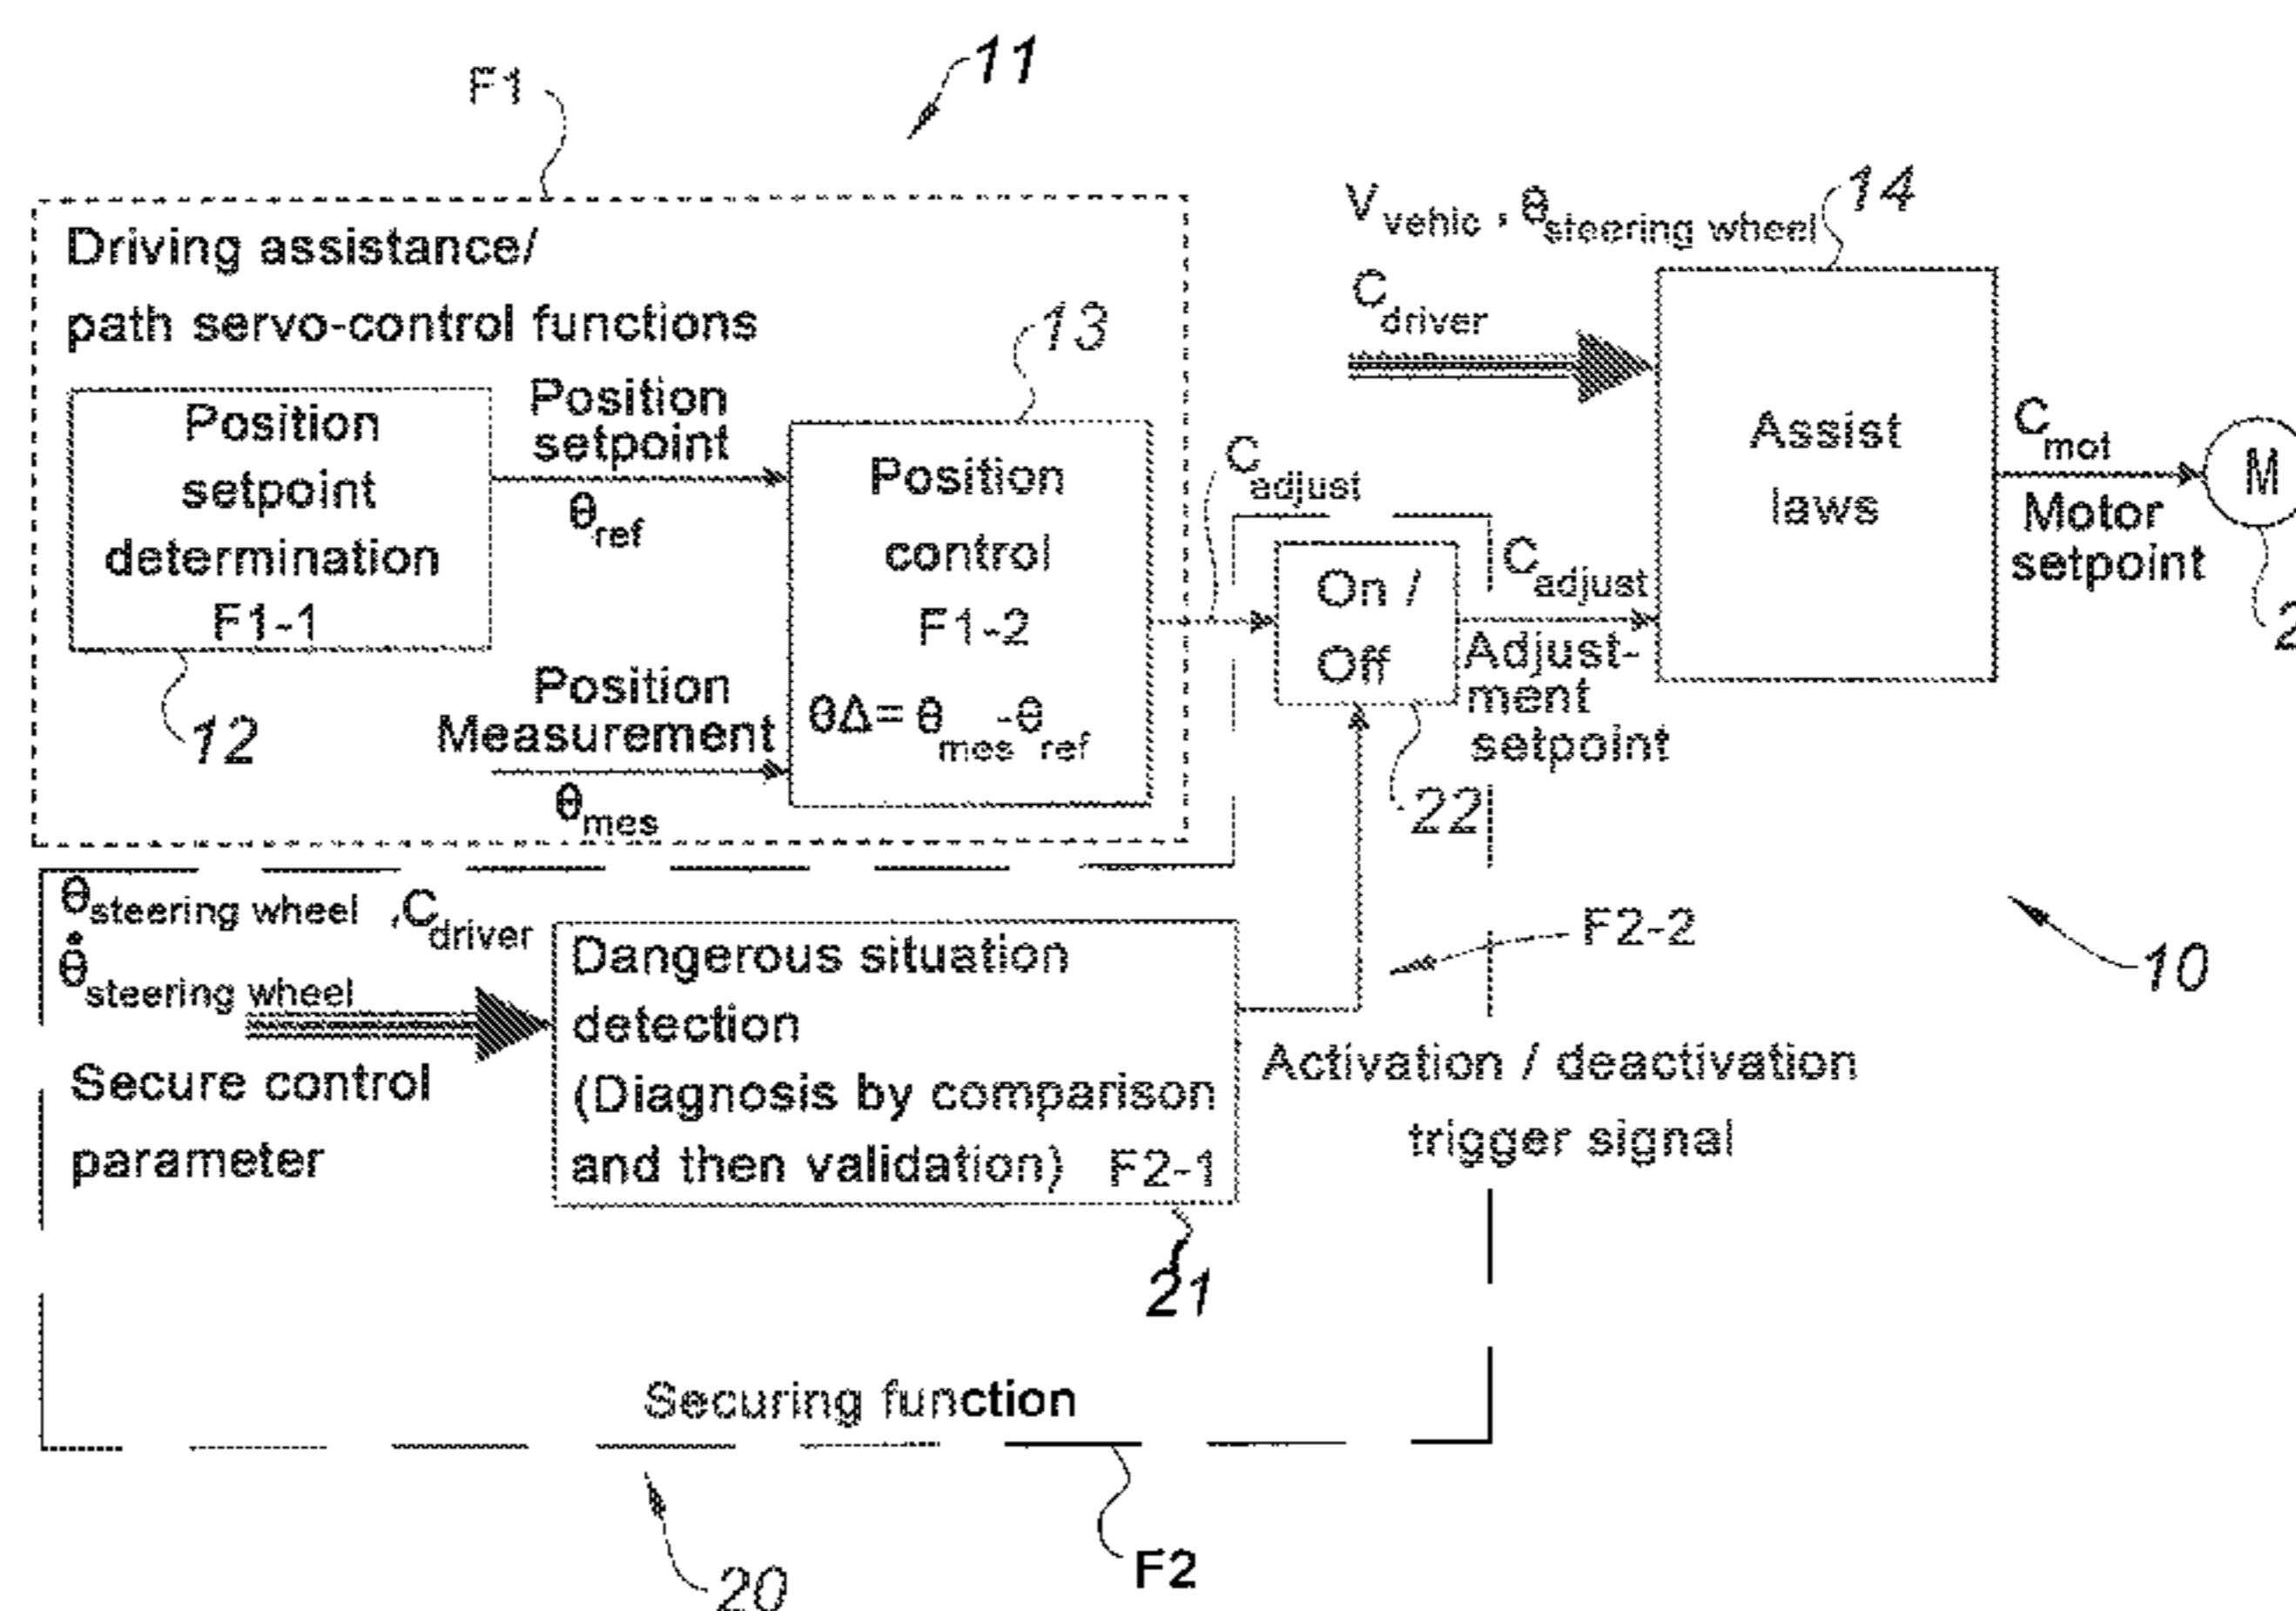 F1
11
Driving assistance/
path servo-control functions
Position
setpoint
determination
F1-1
12
Position
setpoint
θref
Position
Measurement
θmes
13
Position
control
F1-2
θΔ= θmes-θref
Cadjust
On /
Off
22
Cadjust
Adjust-
ment
setpoint
Vvehic , θsteering wheel
Cdriver
14
Assist
laws
Cmot
Motor
setpoint
M
2
10
θsteering wheel ,Cdriver
θ̇steering wheel
Secure control
parameter
Dangerous situation
detection
(Diagnosis by comparison
and then validation) F2-1
21
F2-2
Activation / deactivation
trigger signal
Securing function
F2
20